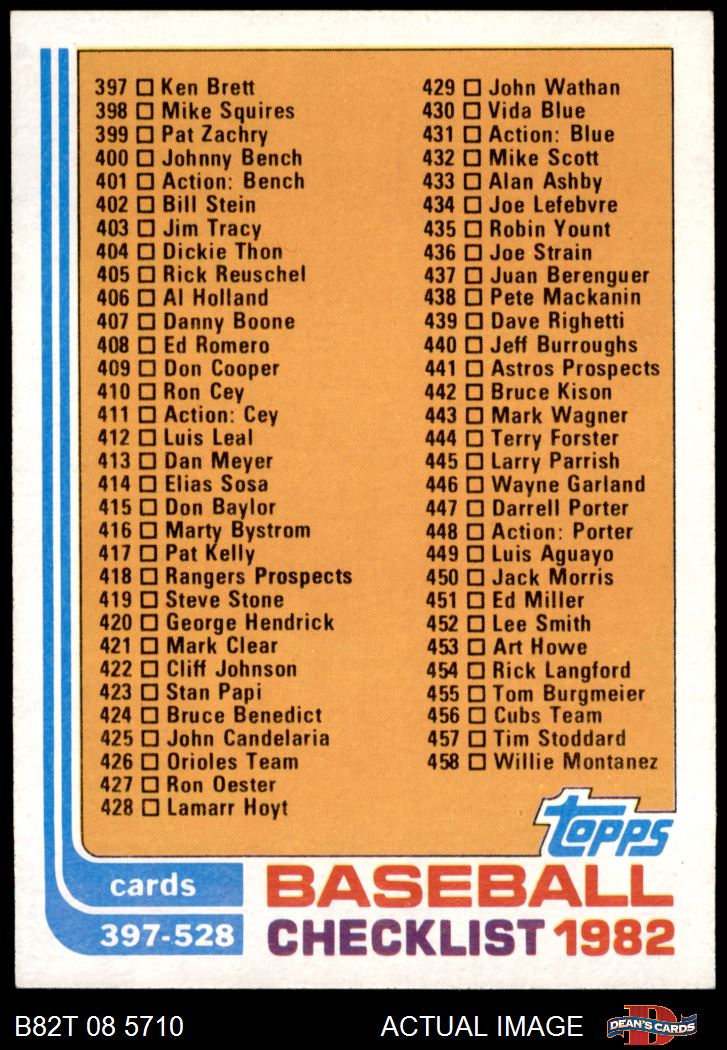 397 Ken Brett
398 Mike Squires
399 Pat Zachry
400 Johnny Bench
401 Action: Bench
402 Bill Stein
403 Jim Tracy
404 Dickie Thon
405 Rick Reuschel
406 Al Holland
407 Danny Boone
408 Ed Romero
409 Don Cooper
410 Ron Cey
411 Action: Cey
412 Luis Leal
413 Dan Meyer
414 Elias Sosa
415 Don Baylor
416 Marty Bystrom
417 Pat Kelly
418 Rangers Prospects
419 Steve Stone
420 George Hendrick
421 Mark Clear
422 Cliff Johnson
423 Stan Papi
424 Bruce Benedict
425 John Candelaria
426 Orioles Team
427 Ron Oester
428 Lamarr Hoyt
429 John Wathan
430 Vida Blue
431 Action: Blue
432 Mike Scott
433 Alan Ashby
434 Joe Lefebvre
435 Robin Yount
436 Joe Strain
437 Juan Berenguer
438 Pete Mackanin
439 Dave Righetti
440 Jeff Burroughs
441 Astros Prospects
442 Bruce Kison
443 Mark Wagner
444 Terry Forster
445 Larry Parrish
446 Wayne Garland
447 Darrell Porter
448 Action: Porter
449 Luis Aguayo
450 Jack Morris
451 Ed Miller
452 Lee Smith
453 Art Howe
454 Rick Langford
455 Tom Burgmeier
456 Cubs Team
457 Tim Stoddard
458 Willie Montanez
TOPPS
cards
397-528
BASEBALL
CHECKLIST 1982
B82T 08 5710
ACTUAL IMAGE
D
DEAN'S CARDS